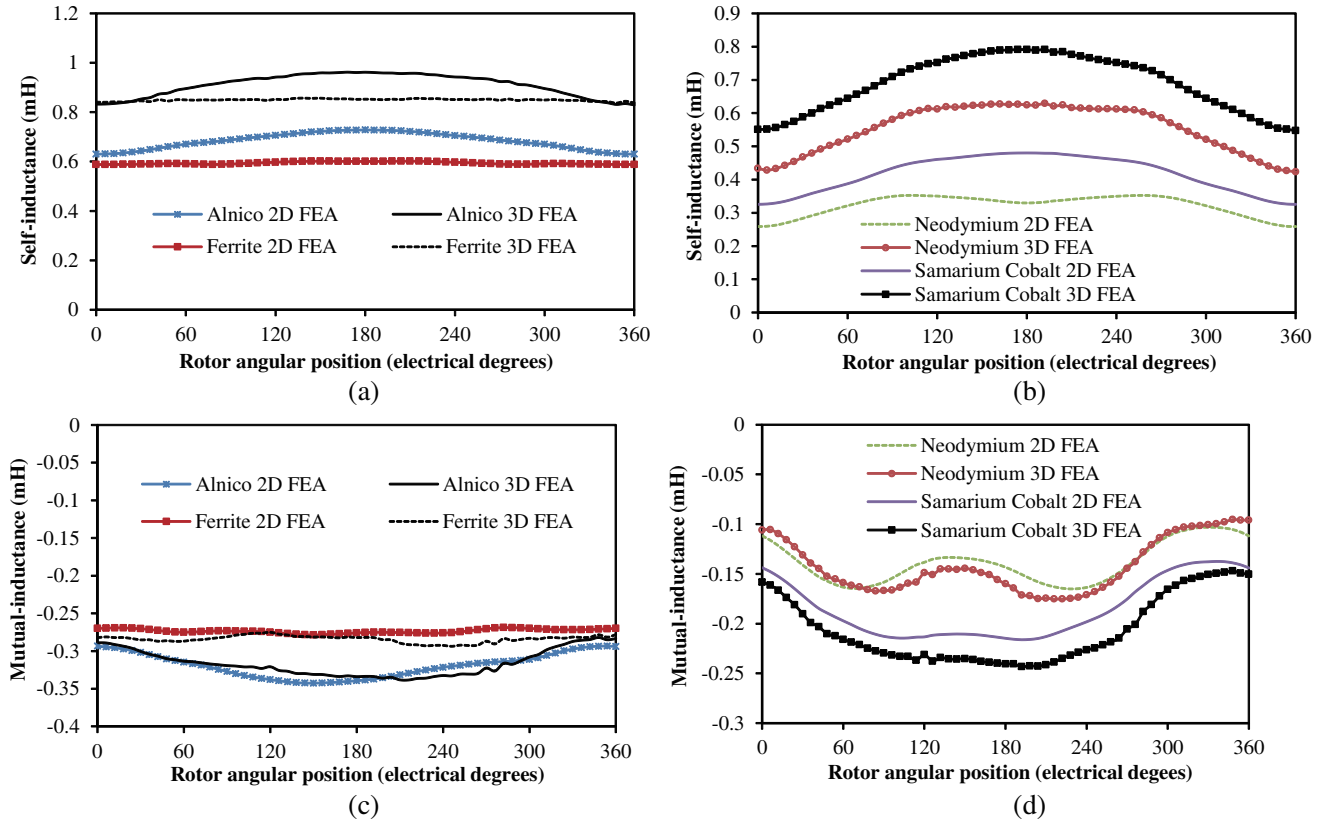 1.2
1
0.8
0.6
0.4
0.2
0
Self-inductance (mH)
Alnico 2D FEA
Alnico 3D FEA
Ferrite 2D FEA
Ferrite 3D FEA
0 60 120 180 240 300 360
Rotor angular position (electrical degrees)
(a)
0.9
0.8
0.7
0.6
0.5
0.4
0.3
0.2
0.1
0
Self-inductance (mH)
Neodymium 2D FEA
Neodymium 3D FEA
Samarium Cobalt 2D FEA
Samarium Cobalt 3D FEA
0 60 120 180 240 300 360
Rotor angular position (electrical degrees)
(b)
0
-0.05
-0.1
-0.15
-0.2
-0.25
-0.3
-0.35
-0.4
Mutual-inductance (mH)
Alnico 2D FEA
Alnico 3D FEA
Ferrite 2D FEA
Ferrite 3D FEA
0 60 120 180 240 300 360
Rotor angular position (electrical degrees)
(c)
0
-0.05
-0.1
-0.15
-0.2
-0.25
-0.3
Mutual-inductance (mH)
Neodymium 2D FEA
Neodymium 3D FEA
Samarium Cobalt 2D FEA
Samarium Cobalt 3D FEA
0 60 120 180 240 300 360
Rotor angular position (electrical degees)
(d)